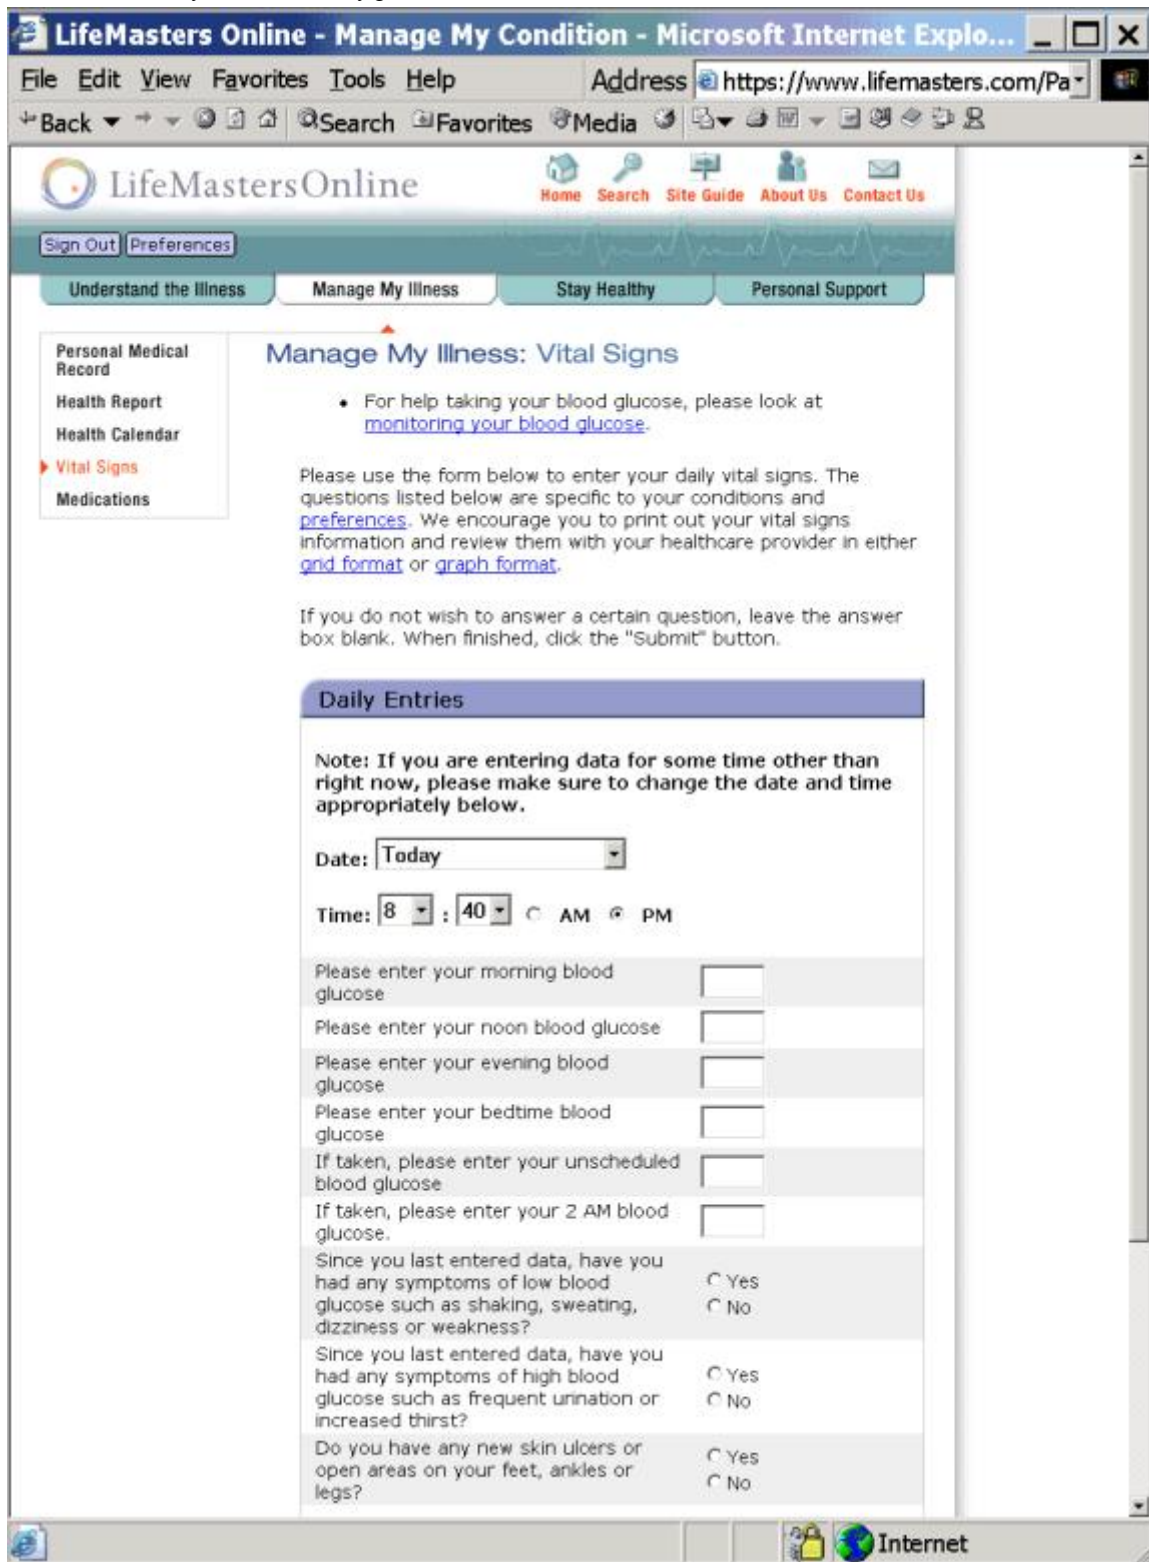 LifeMasters Online - Manage My Condition - Microsoft Internet Explo...
File Edit View Favorites Tools Help Address https://www.lifemasters.com/Pa
Back Search Favorites Media
LifeMastersOnline
Home Search Site Guide About Us Contact Us
Sign Out Preferences
Understand the Illness Manage My Illness Stay Healthy Personal Support
Personal Medical
Record
Health Report
Health Calendar
Vital Signs
Medications
Manage My Illness: Vital Signs
• For help taking your blood glucose, please look at
monitoring your blood glucose.
Please use the form below to enter your daily vital signs. The
questions listed below are specific to your conditions and
preferences. We encourage you to print out your vital signs
information and review them with your healthcare provider in either
grid format or graph format.
If you do not wish to answer a certain question, leave the answer
box blank. When finished, click the "Submit" button.
Daily Entries
Note: If you are entering data for some time other than
right now, please make sure to change the date and time
appropriately below.
Date: Today
Time: 8 : 40 AM PM
Please enter your morning blood
glucose
Please enter your noon blood glucose
Please enter your evening blood
glucose
Please enter your bedtime blood
glucose
If taken, please enter your unscheduled
blood glucose
If taken, please enter your 2 AM blood
glucose.
Since you last entered data, have you
had any symptoms of low blood
glucose such as shaking, sweating,
dizziness or weakness?
Yes
No
Since you last entered data, have you
had any symptoms of high blood
glucose such as frequent urination or
increased thirst?
Yes
No
Do you have any new skin ulcers or
open areas on your feet, ankles or
legs?
Yes
No
Internet